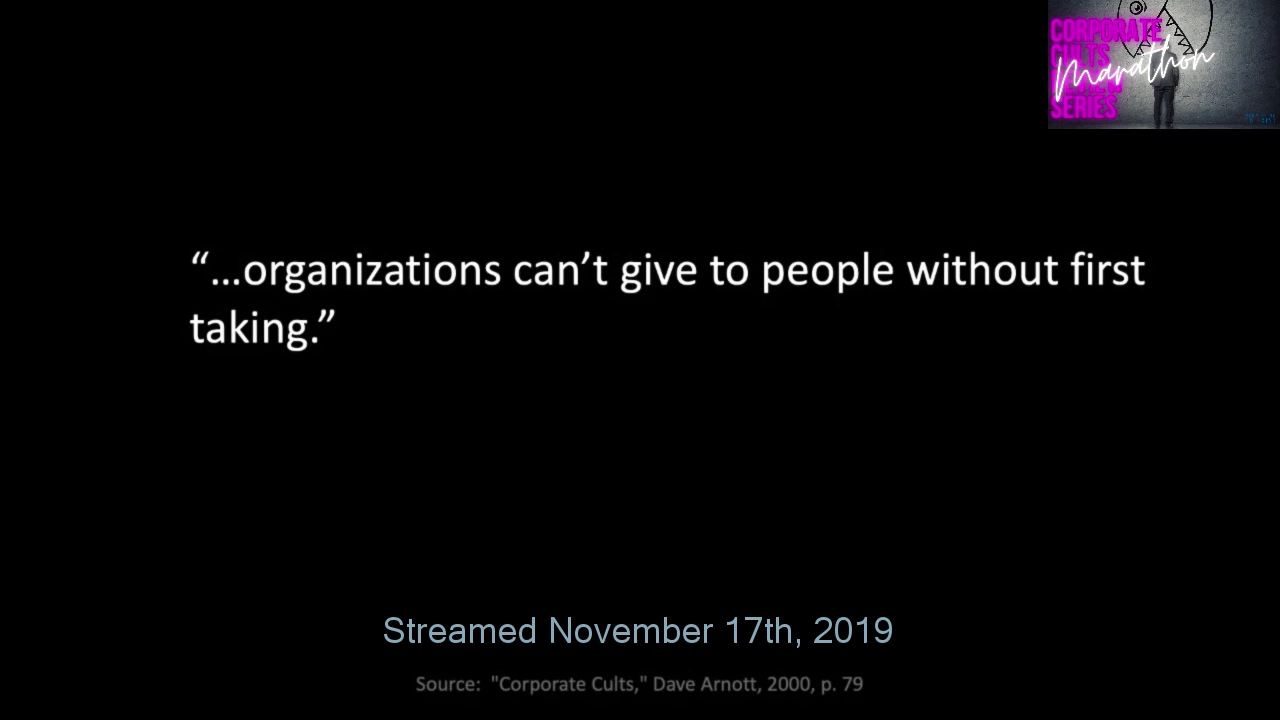 CORPORATE
CULTS
Marathon
SERIES
“...organizations can’t give to people without first
taking.”
Streamed November 17th, 2019
Source:  "Corporate Cults," Dave Arnott, 2000, p. 79